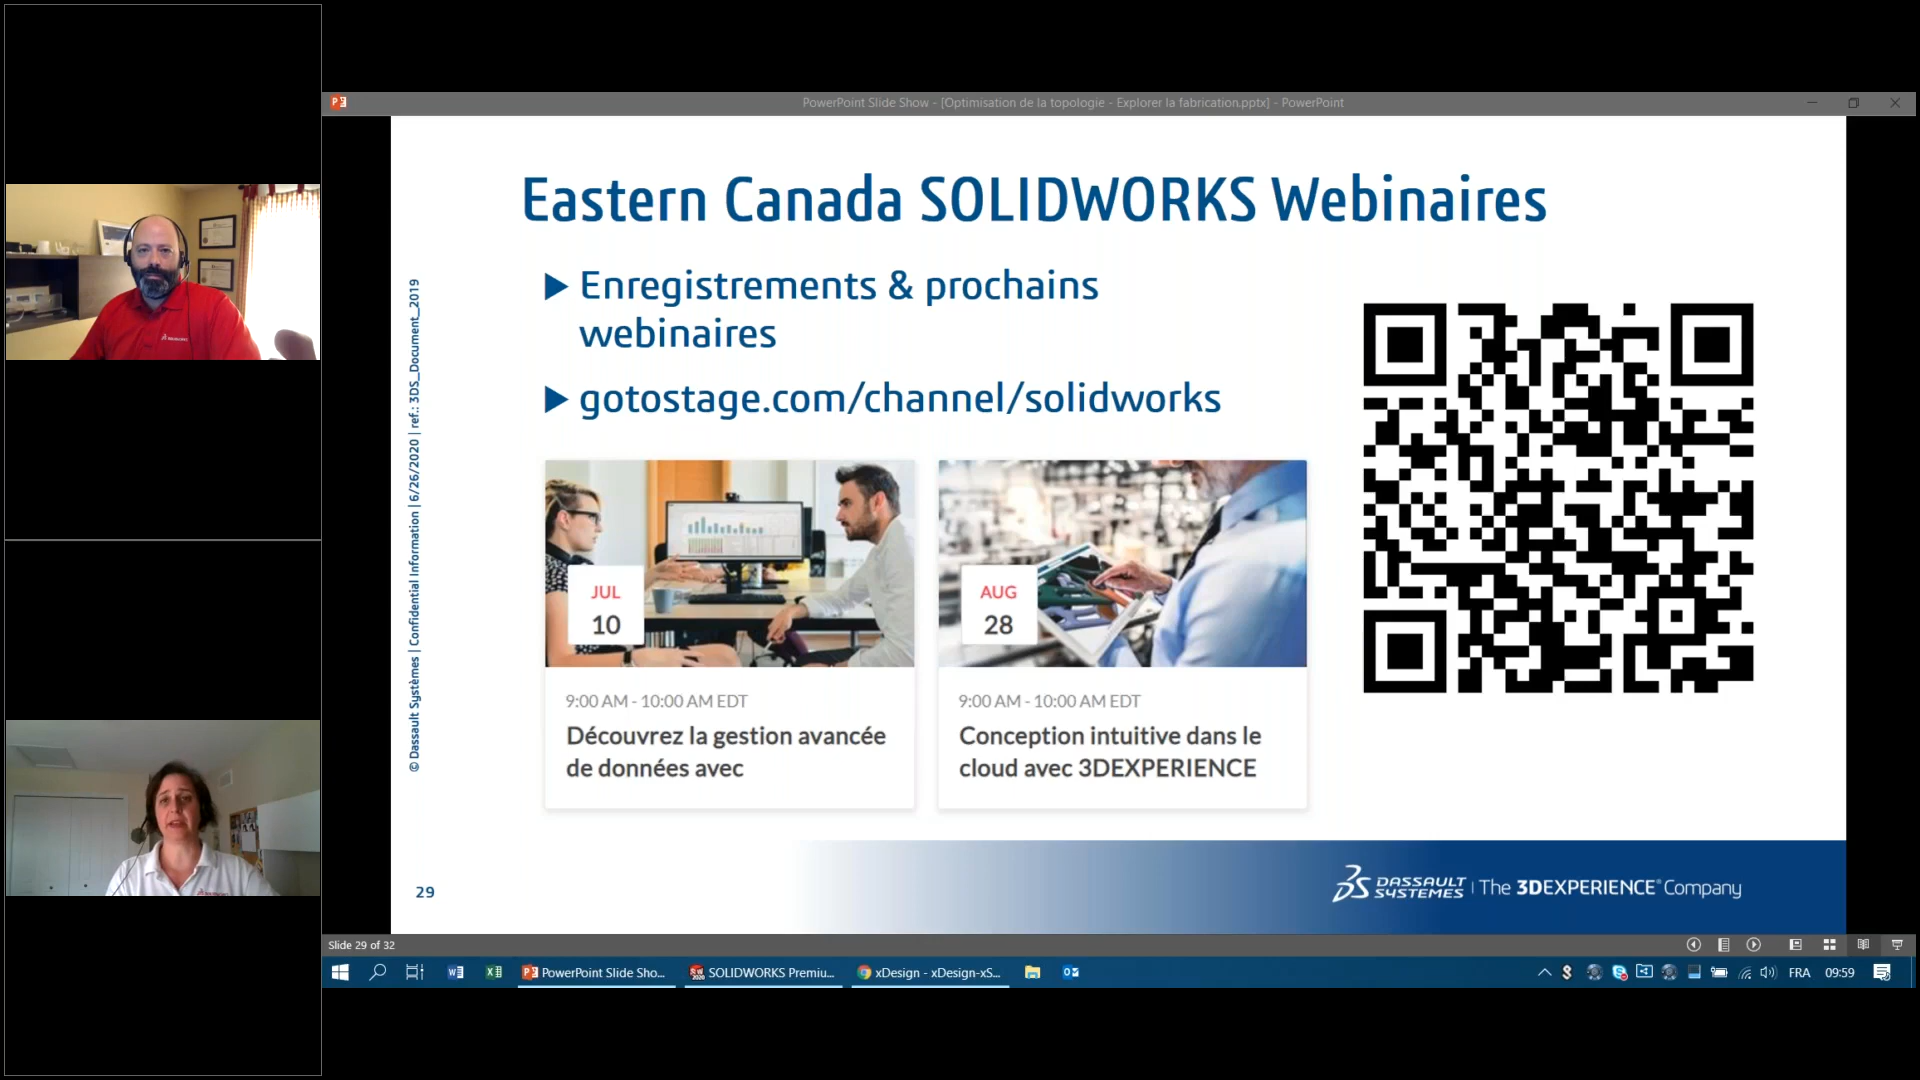 PowerPoint Slide Show - [Optimisation de la topologie - Explorer la fabrication.pptx] - PowerPoint
Eastern Canada SOLIDWORKS Webinaires
Enregistrements & prochains
webinaires
gotostage.com/channel/solidworks
© Dassault Systèmes | Confidential Information | 6/26/2020 | ref.: 3DS_Document_2019
JUL
10
9:00 AM - 10:00 AM EDT
Découvrez la gestion avancée
de données avec
AUG
28
9:00 AM - 10:00 AM EDT
Conception intuitive dans le
cloud avec 3DEXPERIENCE
29
DASSAULT
SYSTEMES | The 3DEXPERIENCE® Company
Slide 29 of 32
PowerPoint Slide Sho...
SOLIDWORKS Premiu...
xDesign - xDesign-xS...
FRA
09:59